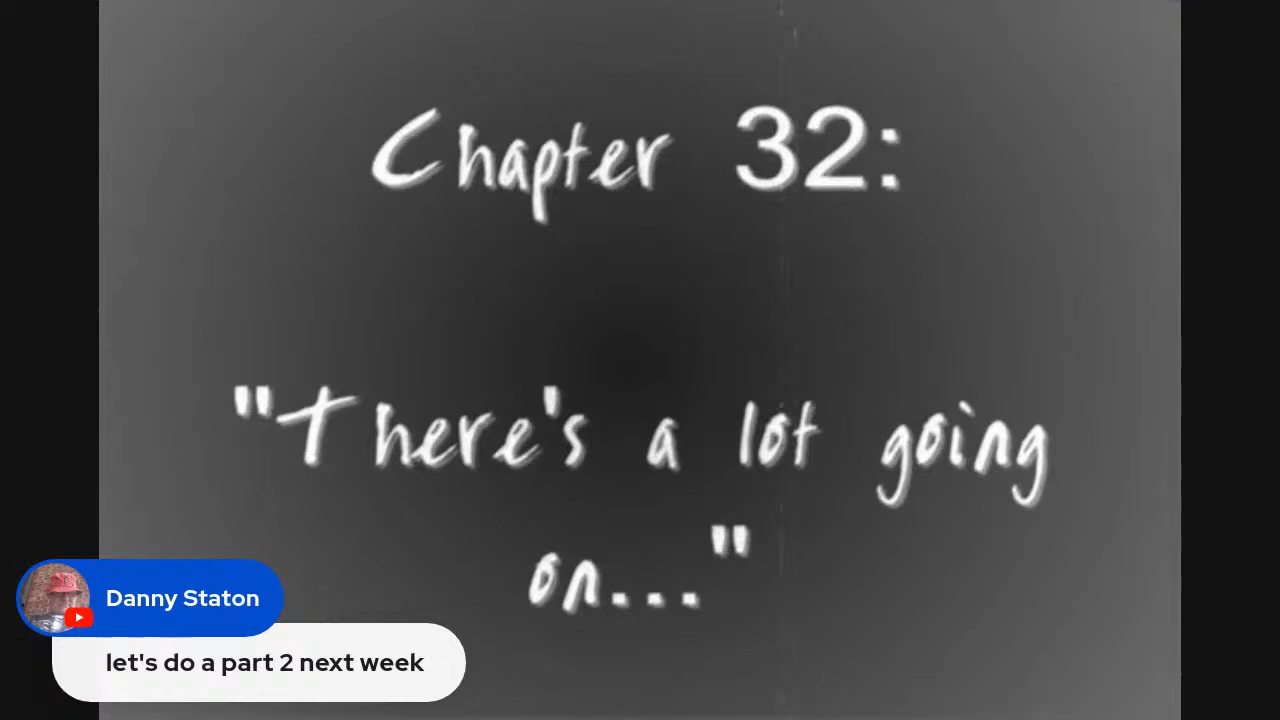 Chapter 32:
"There's a lot going
on..."
Danny Staton
let's do a part 2 next week